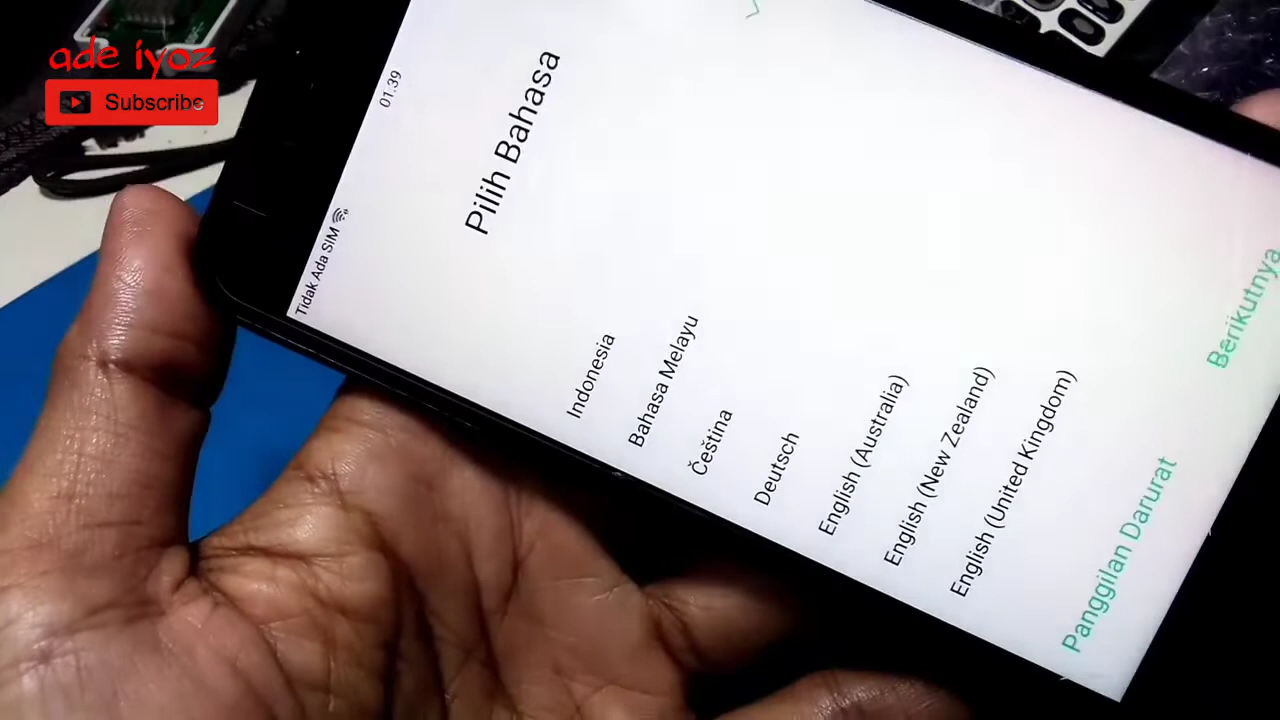 ade iyoz
Subscribe
Tidak Ada SIM
01.39
Pilih Bahasa
Indonesia
Bahasa Melayu
Čeština
Deutsch
English (Australia)
English (New Zealand)
English (United Kingdom)
Panggilan Darurat
Berikutnya